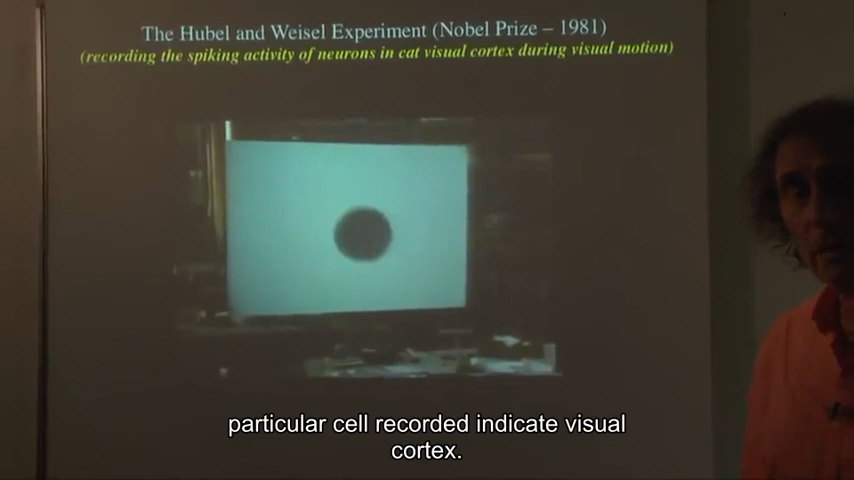 The Hubel and Weisel Experiment (Nobel Prize – 1981)
(recording the spiking activity of neurons in cat visual cortex during visual motion)
particular cell recorded indicate visual
cortex.